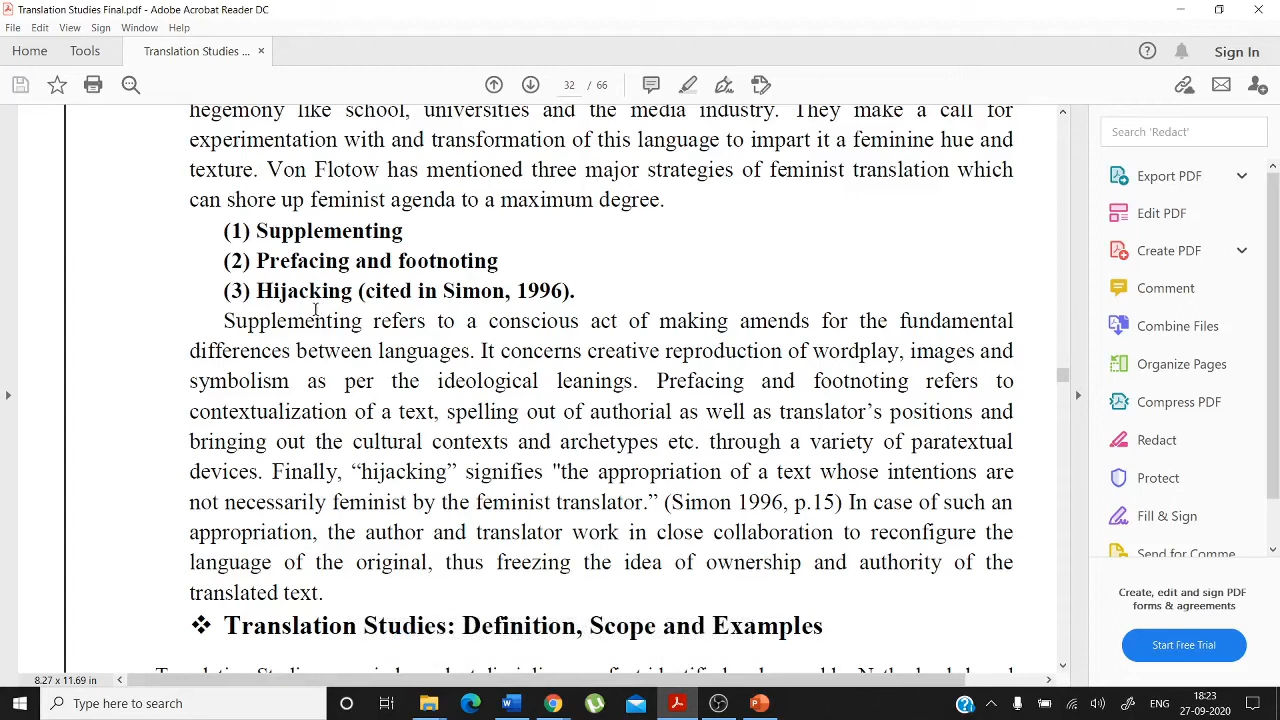 Translation Studies Final.pdf - Adobe Acrobat Reader DC
File Edit View Sign Window Help
Home Tools Translation Studies ... × Sign In
32 / 66
hegemony like school, universities and the media industry. They make a call for
experimentation with and transformation of this language to impart it a feminine hue and
texture. Von Flotow has mentioned three major strategies of feminist translation which
can shore up feminist agenda to a maximum degree.
(1) Supplementing
(2) Prefacing and footnoting
(3) Hijacking (cited in Simon, 1996).
Supplementing refers to a conscious act of making amends for the fundamental
differences between languages. It concerns creative reproduction of wordplay, images and
symbolism as per the ideological leanings. Prefacing and footnoting refers to
contextualization of a text, spelling out of authorial as well as translator’s positions and
bringing out the cultural contexts and archetypes etc. through a variety of paratextual
devices. Finally, “hijacking” signifies "the appropriation of a text whose intentions are
not necessarily feminist by the feminist translator.” (Simon 1996, p.15) In case of such an
appropriation, the author and translator work in close collaboration to reconfigure the
language of the original, thus freezing the idea of ownership and authority of the
translated text.
❖ Translation Studies: Definition, Scope and Examples
8.27 x 11.69 in
Search 'Redact'
Export PDF
Edit PDF
Create PDF
Comment
Combine Files
Organize Pages
Compress PDF
Redact
Protect
Fill & Sign
Send for Comme
Create, edit and sign PDF
forms & agreements
Start Free Trial
Type here to search
ENG
18:23
27-09-2020